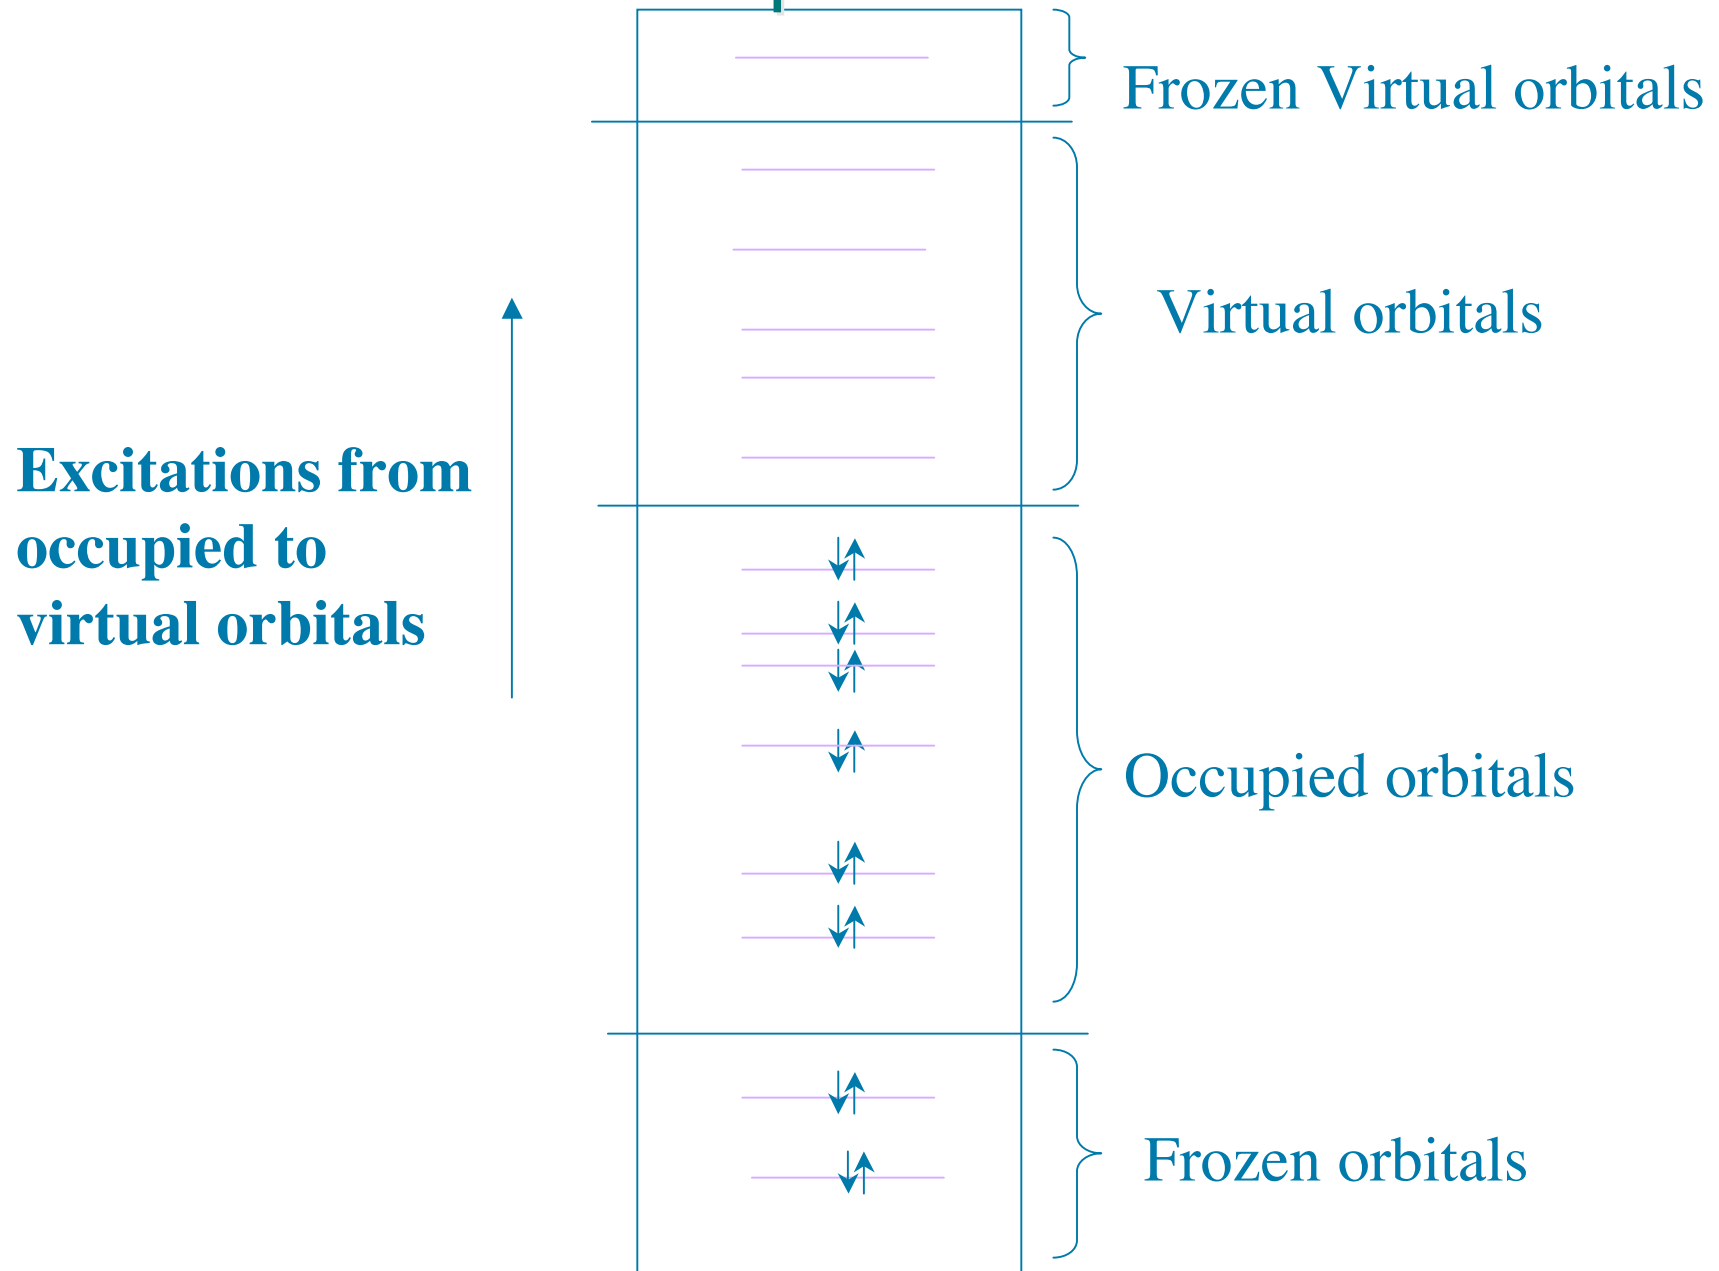 Frozen Virtual orbitals
Virtual orbitals
Excitations from
occupied to
virtual orbitals
Occupied orbitals
Frozen orbitals